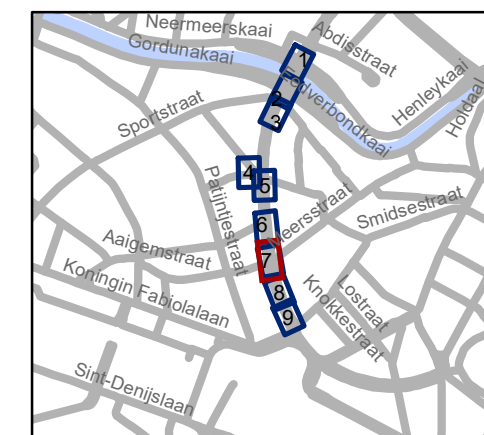 Neermeerskaai
Abdisstraat
Gordunakaai
1
Henleykaai
2
3
Sportstraat
Holdaal
4
5
Patijntjestraat
6
Meersstraat
Smidsestraat
Aaigemstraat
7
Koningin Fabiolalaan
8
Lostraat
Knokkestraat
9
Sint-Denijslaan